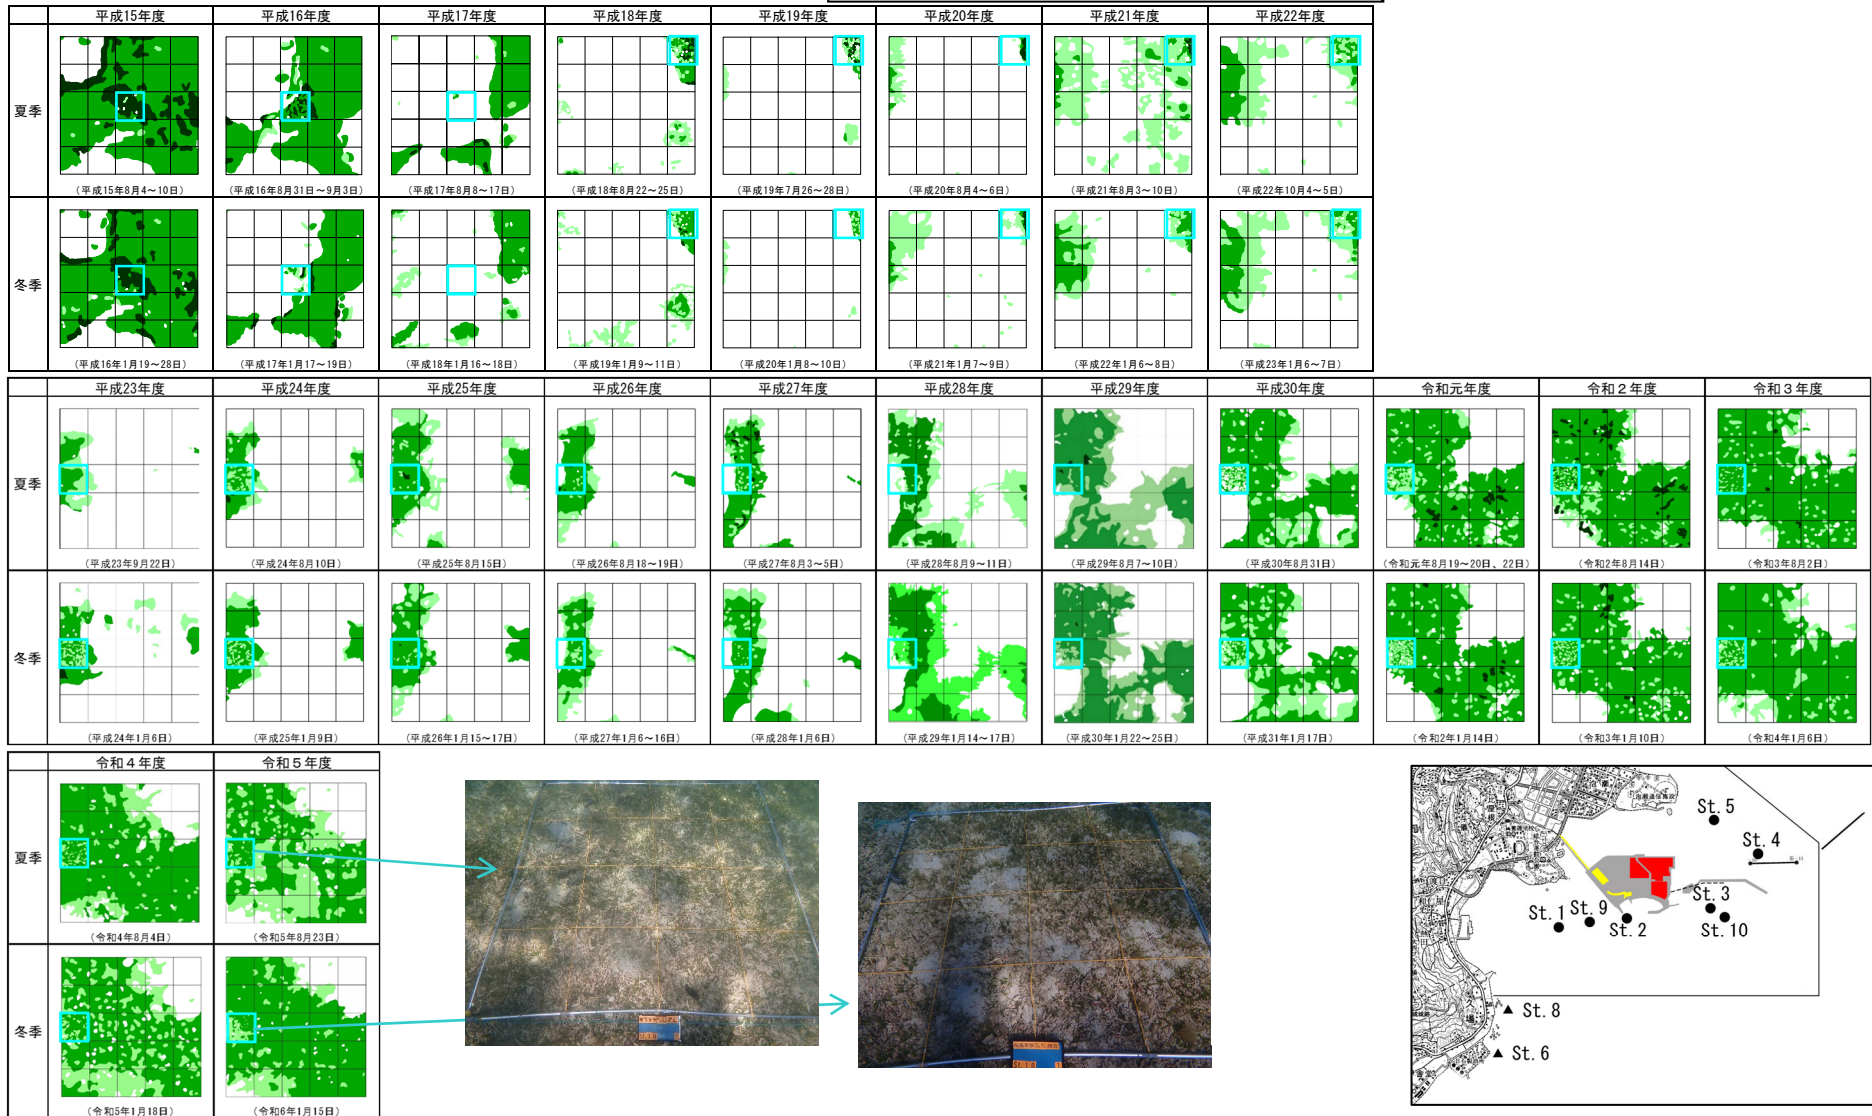 平成15年度 平成16年度 平成17年度 平成18年度 平成19年度 平成20年度 平成21年度 平成22年度
夏季
(平成15年8月4～10日) (平成16年8月31日～9月3日) (平成17年8月8～17日) (平成18年8月22～25日) (平成19年7月26～28日) (平成20年8月4～6日) (平成21年8月3～10日) (平成22年10月4～5日)
冬季
(平成16年1月19～28日) (平成17年1月17～19日) (平成18年1月16～18日) (平成19年1月9～11日) (平成20年1月8～10日) (平成21年1月7～9日) (平成22年1月6～8日) (平成23年1月6～7日)
平成23年度 平成24年度 平成25年度 平成26年度 平成27年度 平成28年度 平成29年度 平成30年度 令和元年度 令和２年度 令和３年度
夏季
(平成23年9月22日) (平成24年8月10日) (平成25年8月15日) (平成26年8月18～19日) (平成27年8月3～5日) (平成28年8月9～11日) (平成29年8月7～10日) (平成30年8月31日) (令和元年8月19～20日、22日) (令和2年8月14日) (令和3年8月2日)
冬季
(平成24年1月6日) (平成25年1月9日) (平成26年1月15～17日) (平成27年1月6～16日) (平成28年1月6日) (平成29年1月14～17日) (平成30年1月22～25日) (平成31年1月17日) (令和2年1月14日) (令和3年1月10日) (令和4年1月6日)
令和４年度 令和５年度
夏季
(令和4年8月4日) (令和5年8月23日)
冬季
(令和5年1月18日) (令和6年1月15日)
St.5
St.4
St.3
St.1 St.9
St.2 St.10
St.8
St.6